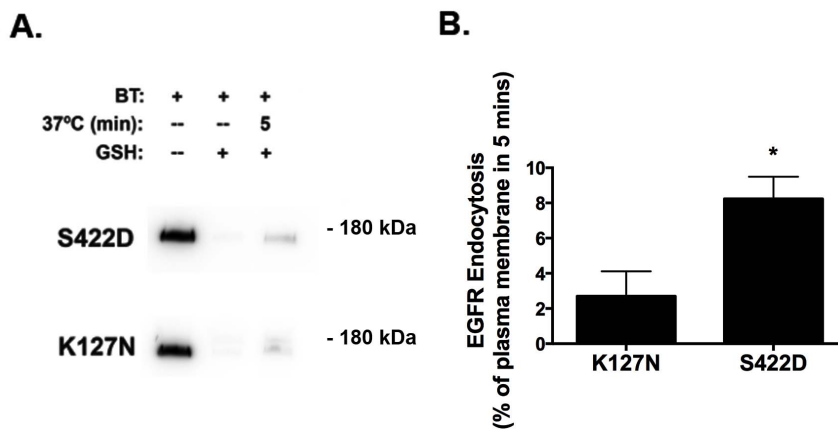 A.
BT: + + +
37ºC (min): -- -- 5
GSH: -- + +
S422D - 180 kDa
K127N - 180 kDa
B.
EGFR Endocytosis
(% of plasma membrane in 5 mins)
10
8
6
4
2
0
*
K127N S422D